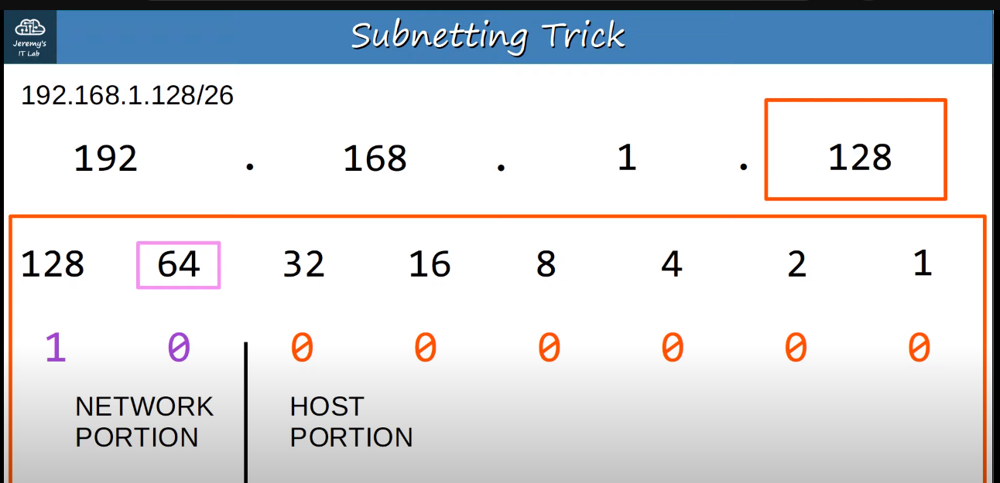 Jeremy's
IT Lab
Subnetting Trick
192.168.1.128/26
192 . 168 . 1 . 128
128 64 32 16 8 4 2 1
1 0 0 0 0 0 0 0
NETWORK
PORTION
HOST
PORTION